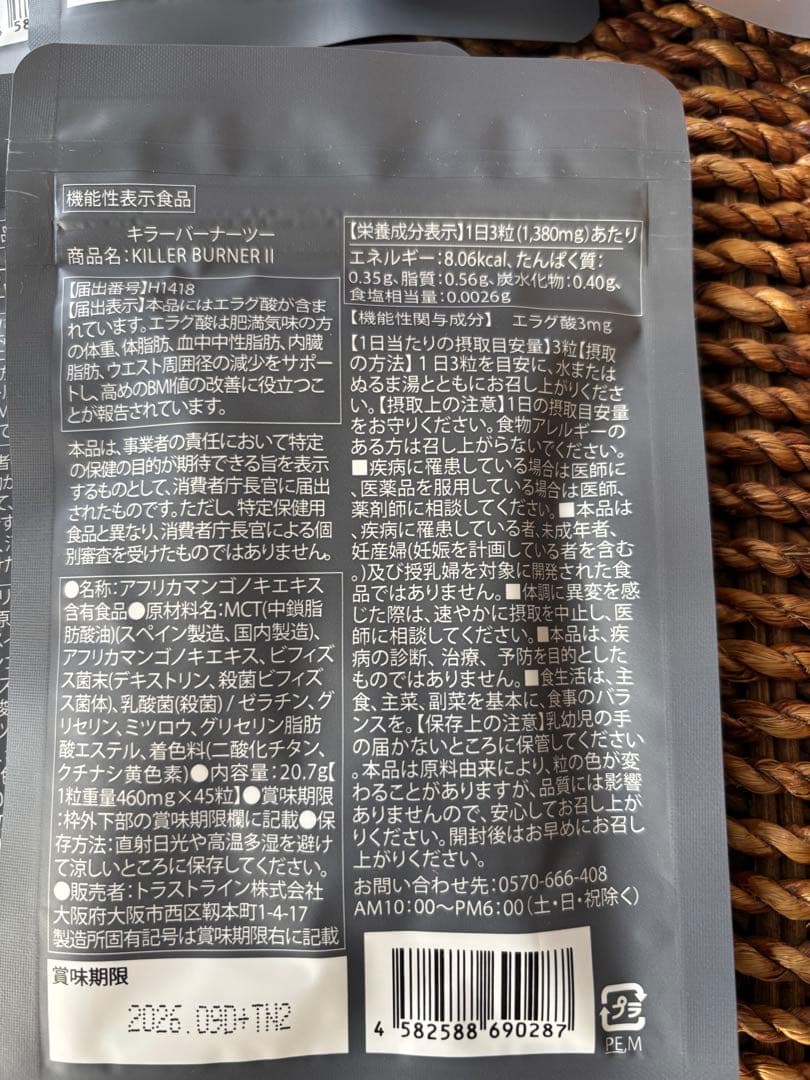 機能性表示食品
キラーバーナーツー
商品名:KILLER BURNER II
【届出番号】H1418
【届出表示】本品にはエラグ酸が含ま
れています。エラグ酸は肥満気味の方
の体重、体脂肪、血中中性脂肪、内臓
脂肪、ウエスト周囲径の減少をサポー
トし、高めのBMI値の改善に役立つこ
とが報告されています。
本品は、事業者の責任において特定
の保健の目的が期待できる旨を表示
するものとして、消費者庁長官に届出
されたものです。ただし、特定保健用
食品と異なり、消費者庁長官による個
別審査を受けたものではありません。
●名称:アフリカマンゴノキエキス
含有食品●原材料名:MCT(中鎖脂
肪酸油)(スペイン製造、国内製造)、
アフリカマンゴノキエキス、ビフィズ
ス菌末(デキストリン、殺菌ビフィズ
ス菌体)、乳酸菌(殺菌) / ゼラチン、グ
リセリン、ミツロウ、グリセリン脂肪
酸エステル、着色料(二酸化チタン、
クチナシ黄色素)●内容量:20.7g【
1粒重量460mg×45粒】●賞味期限
:枠外下部の賞味期限欄に記載●保
存方法:直射日光や高温多湿を避け
て涼しいところに保存してください。
●販売者:トラストライン株式会社
大阪府大阪市西区靱本町1-4-17
製造所固有記号は賞味期限右に記載
賞味期限
2026.09D+TN2
【栄養成分表示】1日3粒(1,380mg)あたり
エネルギー:8.06kcal、たんぱく質:
0.35g、脂質:0.56g、炭水化物:0.40g、
食塩相当量:0.0026g
【機能性関与成分】 エラグ酸3mg
【1日当たりの摂取目安量】3粒【摂取
の方法】1日3粒を目安に、水または
ぬるま湯とともにお召し上がりくださ
い。【摂取上の注意】1日の摂取目安量
をお守りください。食物アレルギーの
ある方は召し上がらないでください。
■疾病に罹患している場合は医師に
、医薬品を服用している場合は医師、
薬剤師に相談してください。■本品は
、疾病に罹患している者、未成年者、
妊産婦(妊娠を計画している者を含む
。)及び授乳婦を対象に開発された食
品ではありません。■体調に異変を感
じた際は、速やかに摂取を中止し、医
師に相談してください。■本品は、疾
病の診断、治療、予防を目的とした
ものではありません。■食生活は、主
食、主菜、副菜を基本に、食事のバラ
ンスを。【保存上の注意】乳幼児の手
の届かないところに保管してください
。本品は原料由来により、粒の色が変
わることがありますが、品質には影響
ありませんので、安心してお召し上が
りください。開封後はお早めにお召し
上がりください。
お問い合わせ先:0570-666-408
AM10:00〜PM6:00(土・日・祝除く)
4 582588 690287
プラ
PE,M